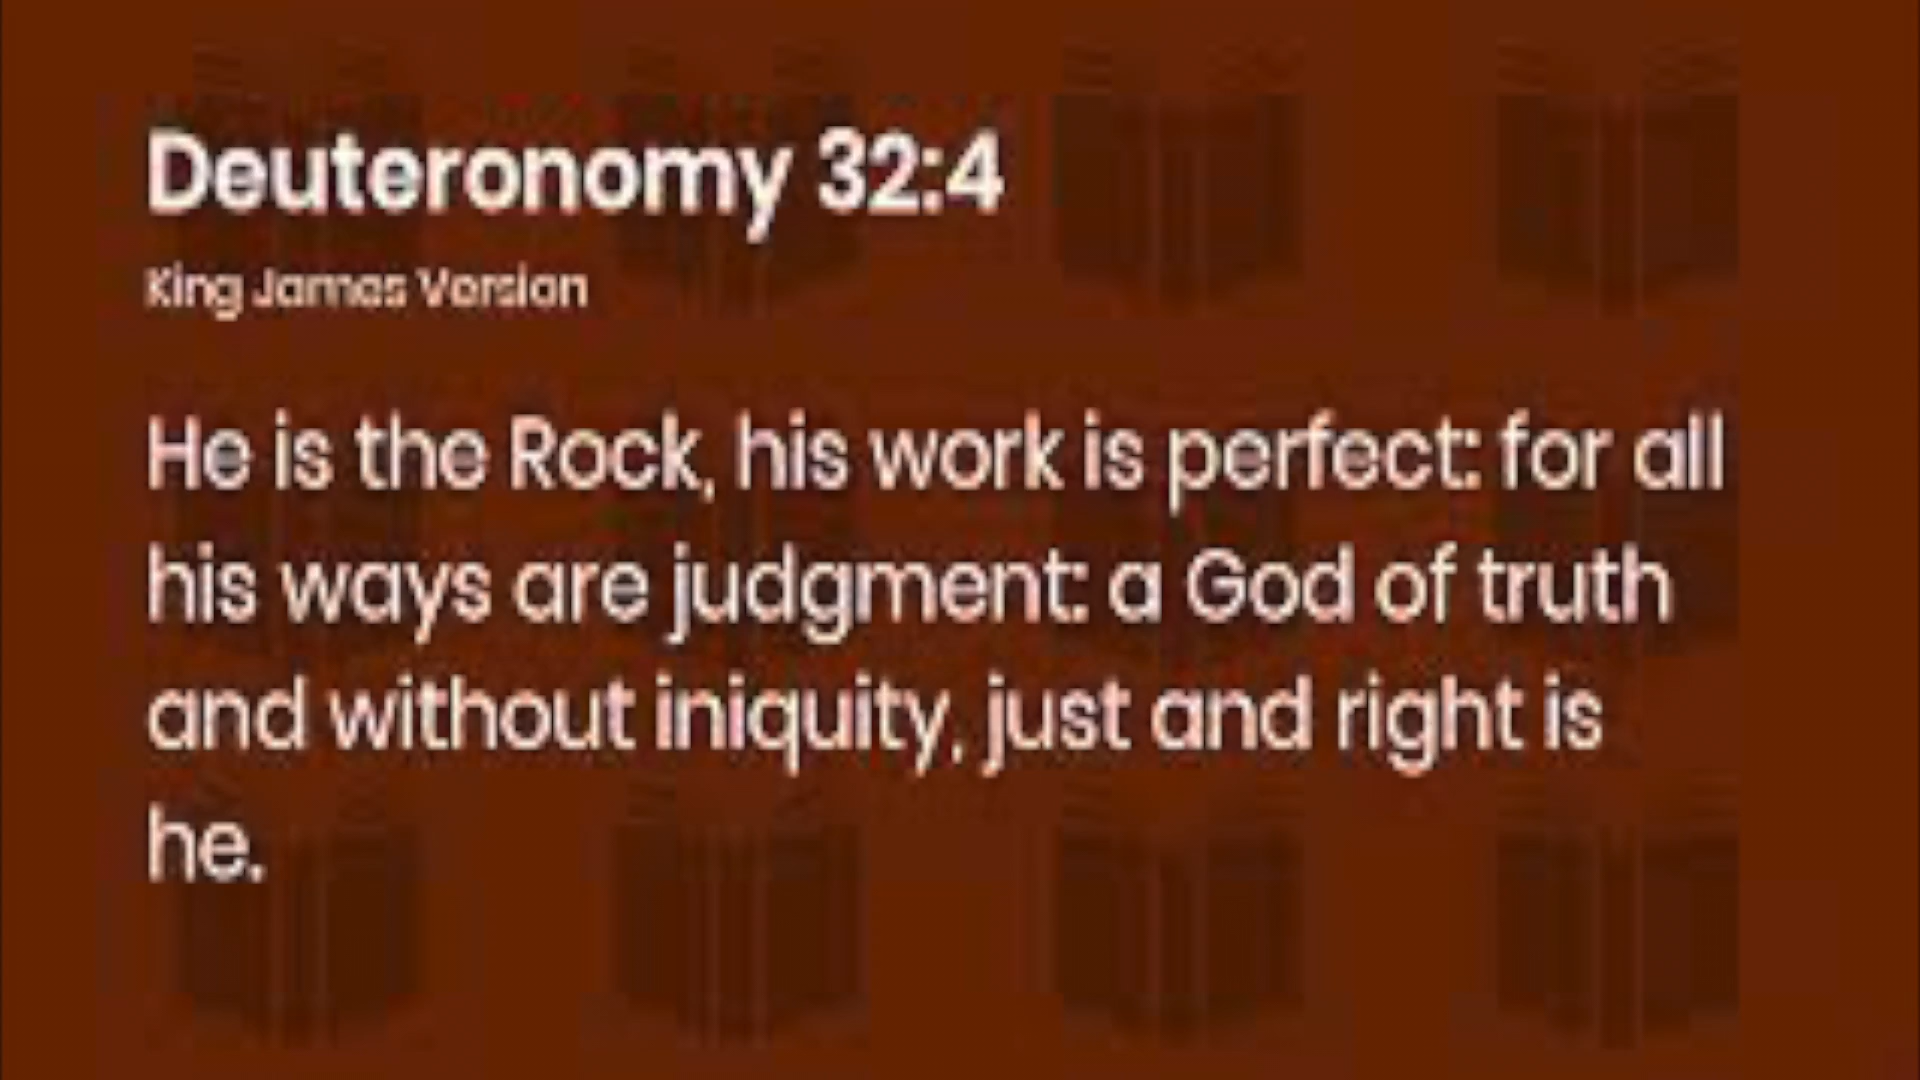 Deuteronomy 32:4
King James Version
He is the Rock, his work is perfect: for all
his ways are judgment: a God of truth
and without iniquity, just and right is
he.